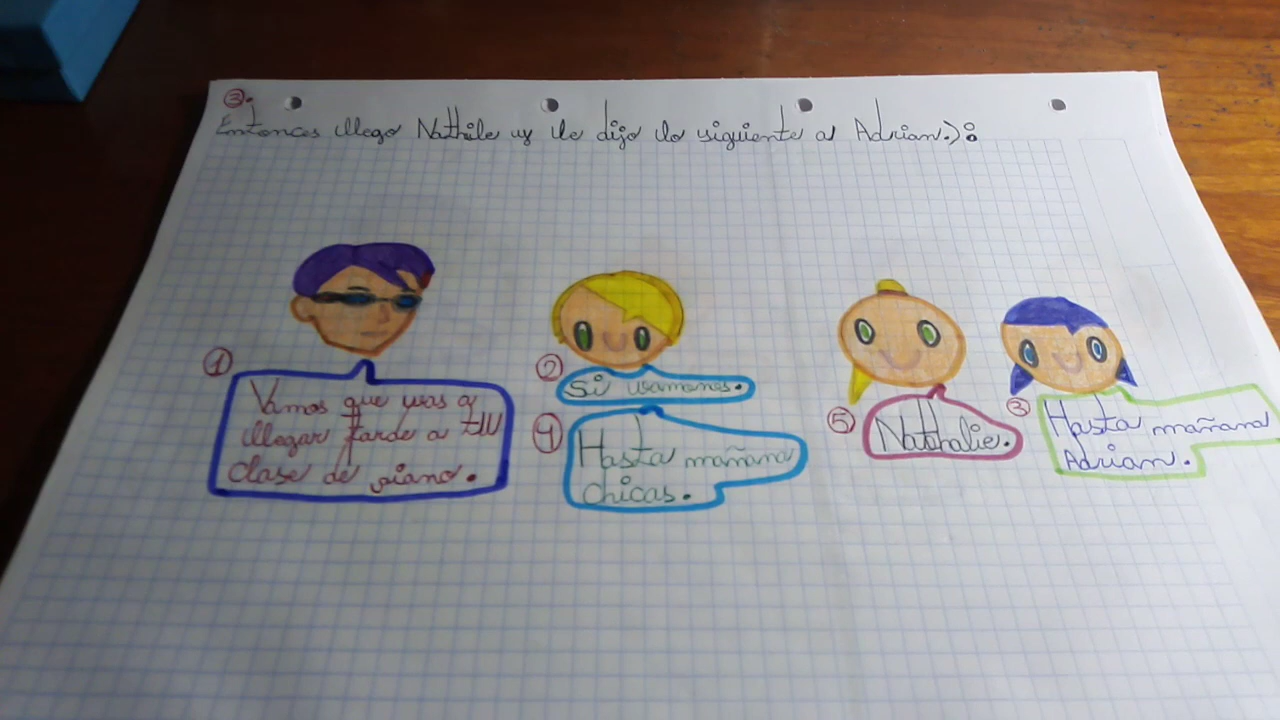 3.
Entonces llego Nathile y le dijo lo siguiente a Adrian.):
1
Vamos que vas a
llegar tarde a tu
clase de piano.
2
Si vamonos.
3
Hasta mañana
Adrian.
4
Hasta mañana
chicas.
5
Nathalie.